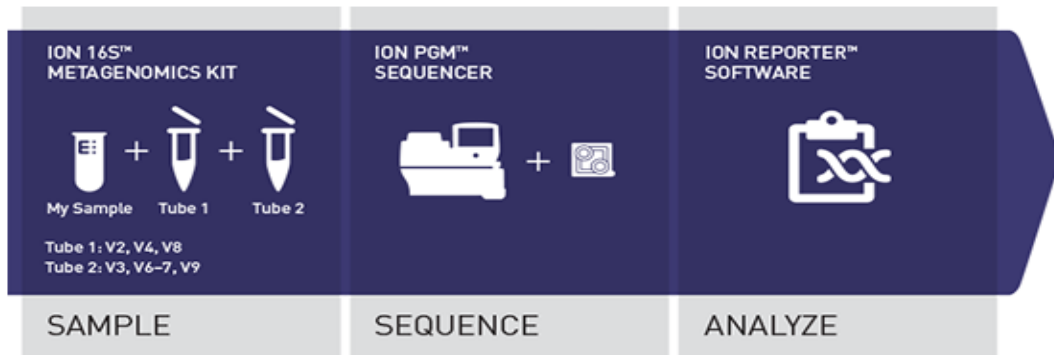 ION 16S™
METAGENOMICS KIT
My Sample
Tube 1
Tube 2
Tube 1: V2, V4, V8
Tube 2: V3, V6–7, V9
SAMPLE
ION PGM™
SEQUENCER
SEQUENCE
ION REPORTER™
SOFTWARE
ANALYZE